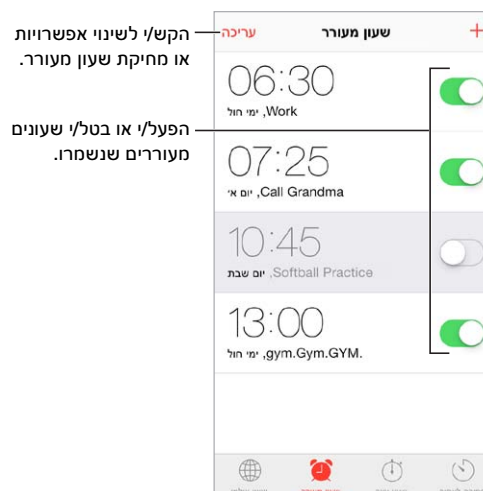 הקש/י לשינוי אפשרויות
או מחיקת שעון מעורר.
הפעל/י או בטל/י שעונים
מעוררים שנשמרו.
עריכה
שעון מעורר
+
06:30
Work, ימי חול
07:25
Call Grandma, יום א׳
10:45
Softball Practice, יום שבת
13:00
gym.Gym.GYM., ימי חול